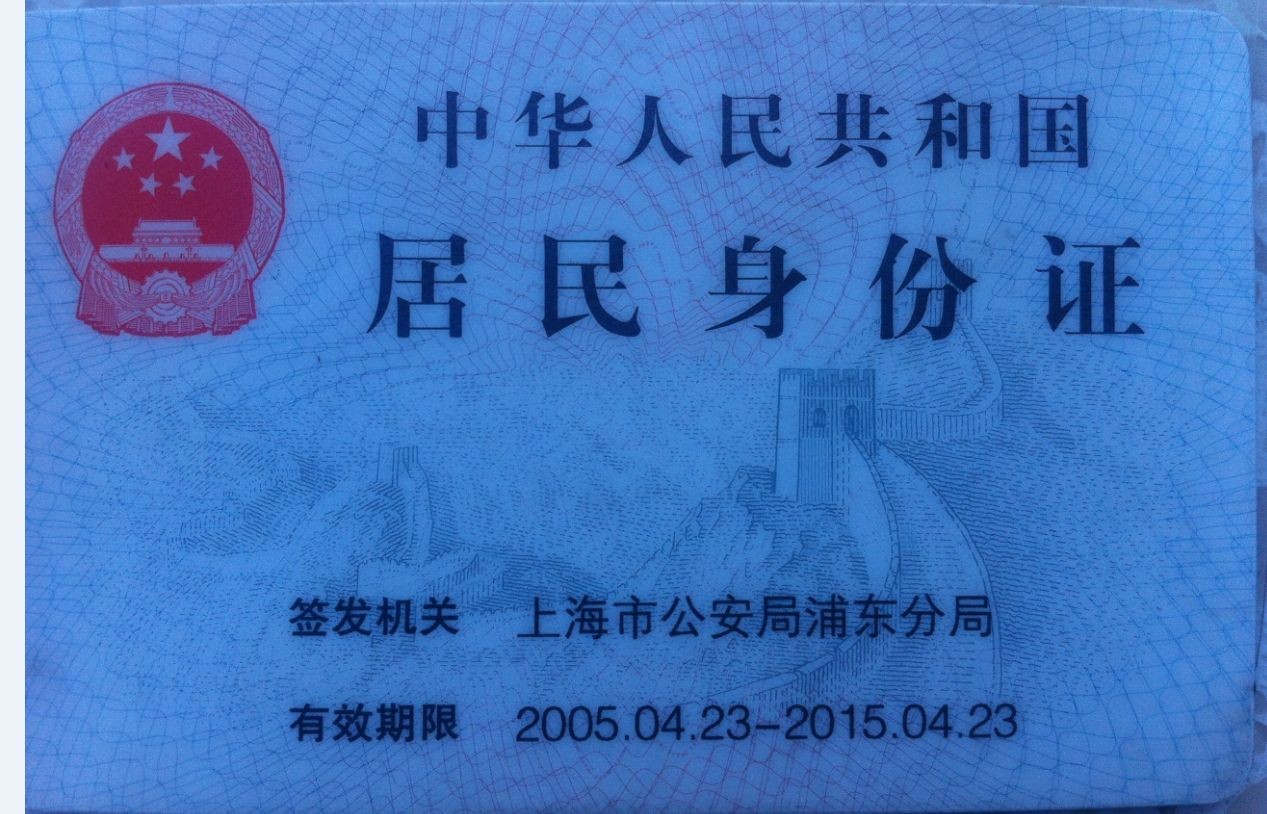 中华人民共和国
居民身份证
签发机关 上海市公安局浦东分局
有效期限 2005.04.23-2015.04.23